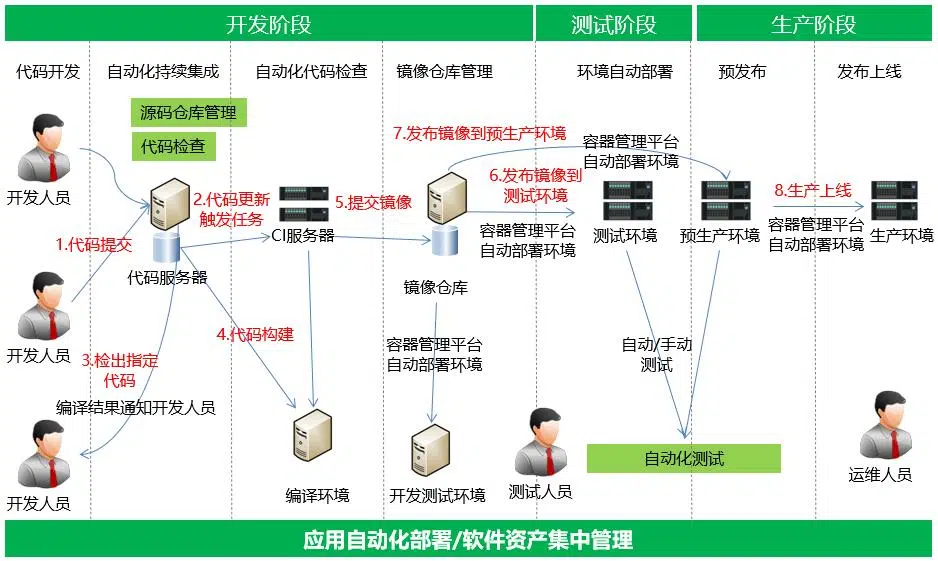 开发阶段
测试阶段
生产阶段
代码开发
自动化持续集成
自动化代码检查
镜像仓库管理
环境自动部署
预发布
发布上线
源码仓库管理
代码检查
开发人员
1.代码提交
开发人员
代码服务器
2.代码更新
触发任务
CI服务器
5.提交镜像
7.发布镜像到预生产环境
6.发布镜像到
测试环境
容器管理平台
自动部署环境
镜像仓库
容器管理平台
自动部署环境
测试环境
预生产环境
8.生产上线
容器管理平台
自动部署环境
生产环境
3.检出指定
代码
4.代码构建
容器管理平台
自动部署环境
自动/手动
测试
编译结果通知开发人员
开发人员
编译环境
开发测试环境
测试人员
自动化测试
运维人员
应用自动化部署/软件资产集中管理